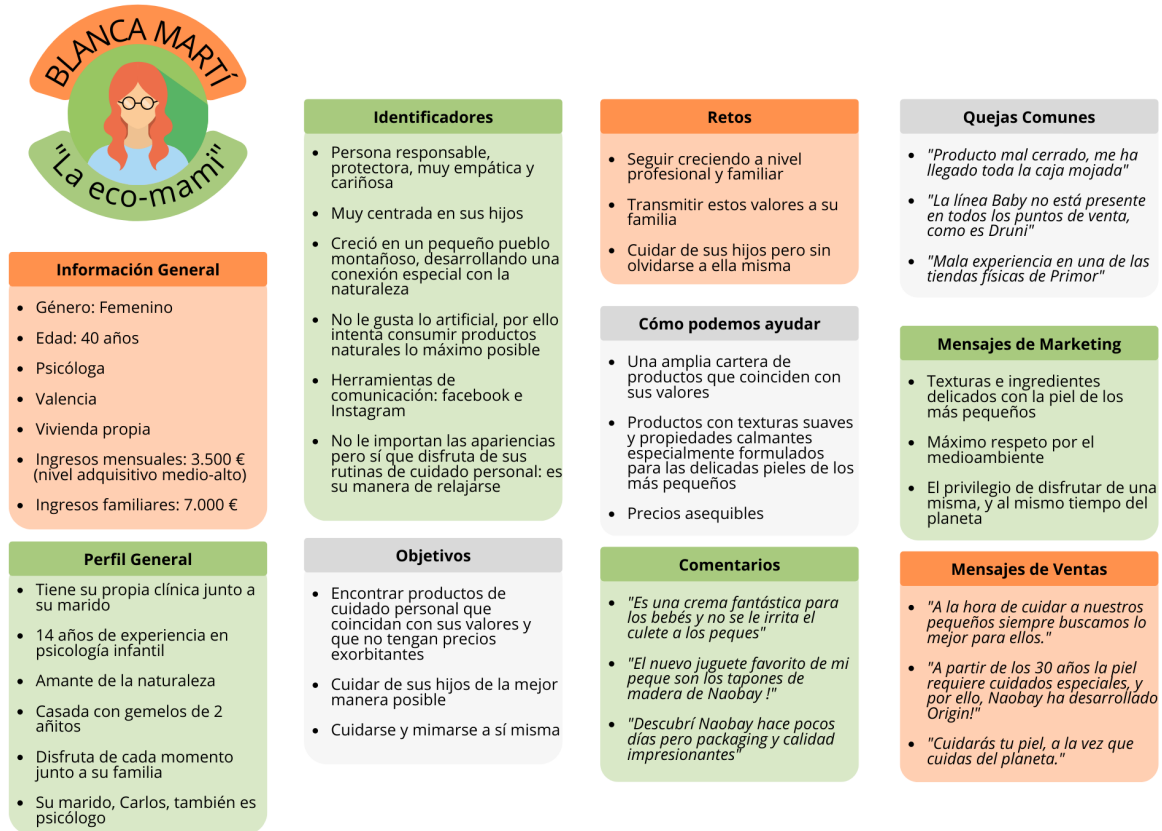 BLANCA MARTÍ
"La eco-mami"
Información General
Género: Femenino
Edad: 40 años
Psicóloga
Valencia
Vivienda propia
Ingresos mensuales: 3.500 €
(nivel adquisitivo medio-alto)
Ingresos familiares: 7.000 €
Perfil General
Tiene su propia clínica junto a
su marido
14 años de experiencia en
psicología infantil
Amante de la naturaleza
Casada con gemelos de 2
añitos
Disfruta de cada momento
junto a su familia
Su marido, Carlos, también es
psicólogo
Identificadores
Persona responsable,
protectora, muy empática y
cariñosa
Muy centrada en sus hijos
Creció en un pequeño pueblo
montañoso, desarrollando una
conexión especial con la
naturaleza
No le gusta lo artificial, por ello
intenta consumir productos
naturales lo máximo posible
Herramientas de
comunicación: facebook e
Instagram
No le importan las apariencias
pero sí que disfruta de sus
rutinas de cuidado personal: es
su manera de relajarse
Objetivos
Encontrar productos de
cuidado personal que
coincidan con sus valores y
que no tengan precios
exorbitantes
Cuidar de sus hijos de la mejor
manera posible
Cuidarse y mimarse a sí misma
Retos
Seguir creciendo a nivel
profesional y familiar
Transmitir estos valores a su
familia
Cuidar de sus hijos pero sin
olvidarse a ella misma
Cómo podemos ayudar
Una amplia cartera de
productos que coinciden con
sus valores
Productos con texturas suaves
y propiedades calmantes
especialmente formulados
para las delicadas pieles de los
más pequeños
Precios asequibles
Comentarios
"Es una crema fantástica para
los bebés y no se le irrita el
culete a los peques"
"El nuevo juguete favorito de mi
peque son los tapones de
madera de Naobay !"
"Descubrí Naobay hace pocos
días pero packaging y calidad
impresionantes"
Quejas Comunes
"Producto mal cerrado, me ha
llegado toda la caja mojada"
"La línea Baby no está presente
en todos los puntos de venta,
como es Druni"
"Mala experiencia en una de las
tiendas físicas de Primor"
Mensajes de Marketing
Texturas e ingredientes
delicados con la piel de los
más pequeños
Máximo respeto por el
medioambiente
El privilegio de disfrutar de una
misma, y al mismo tiempo del
planeta
Mensajes de Ventas
"A la hora de cuidar a nuestros
pequeños siempre buscamos lo
mejor para ellos."
"A partir de los 30 años la piel
requiere cuidados especiales, y
por ello, Naobay ha desarrollado
Origin!"
"Cuidarás tu piel, a la vez que
cuidas del planeta."